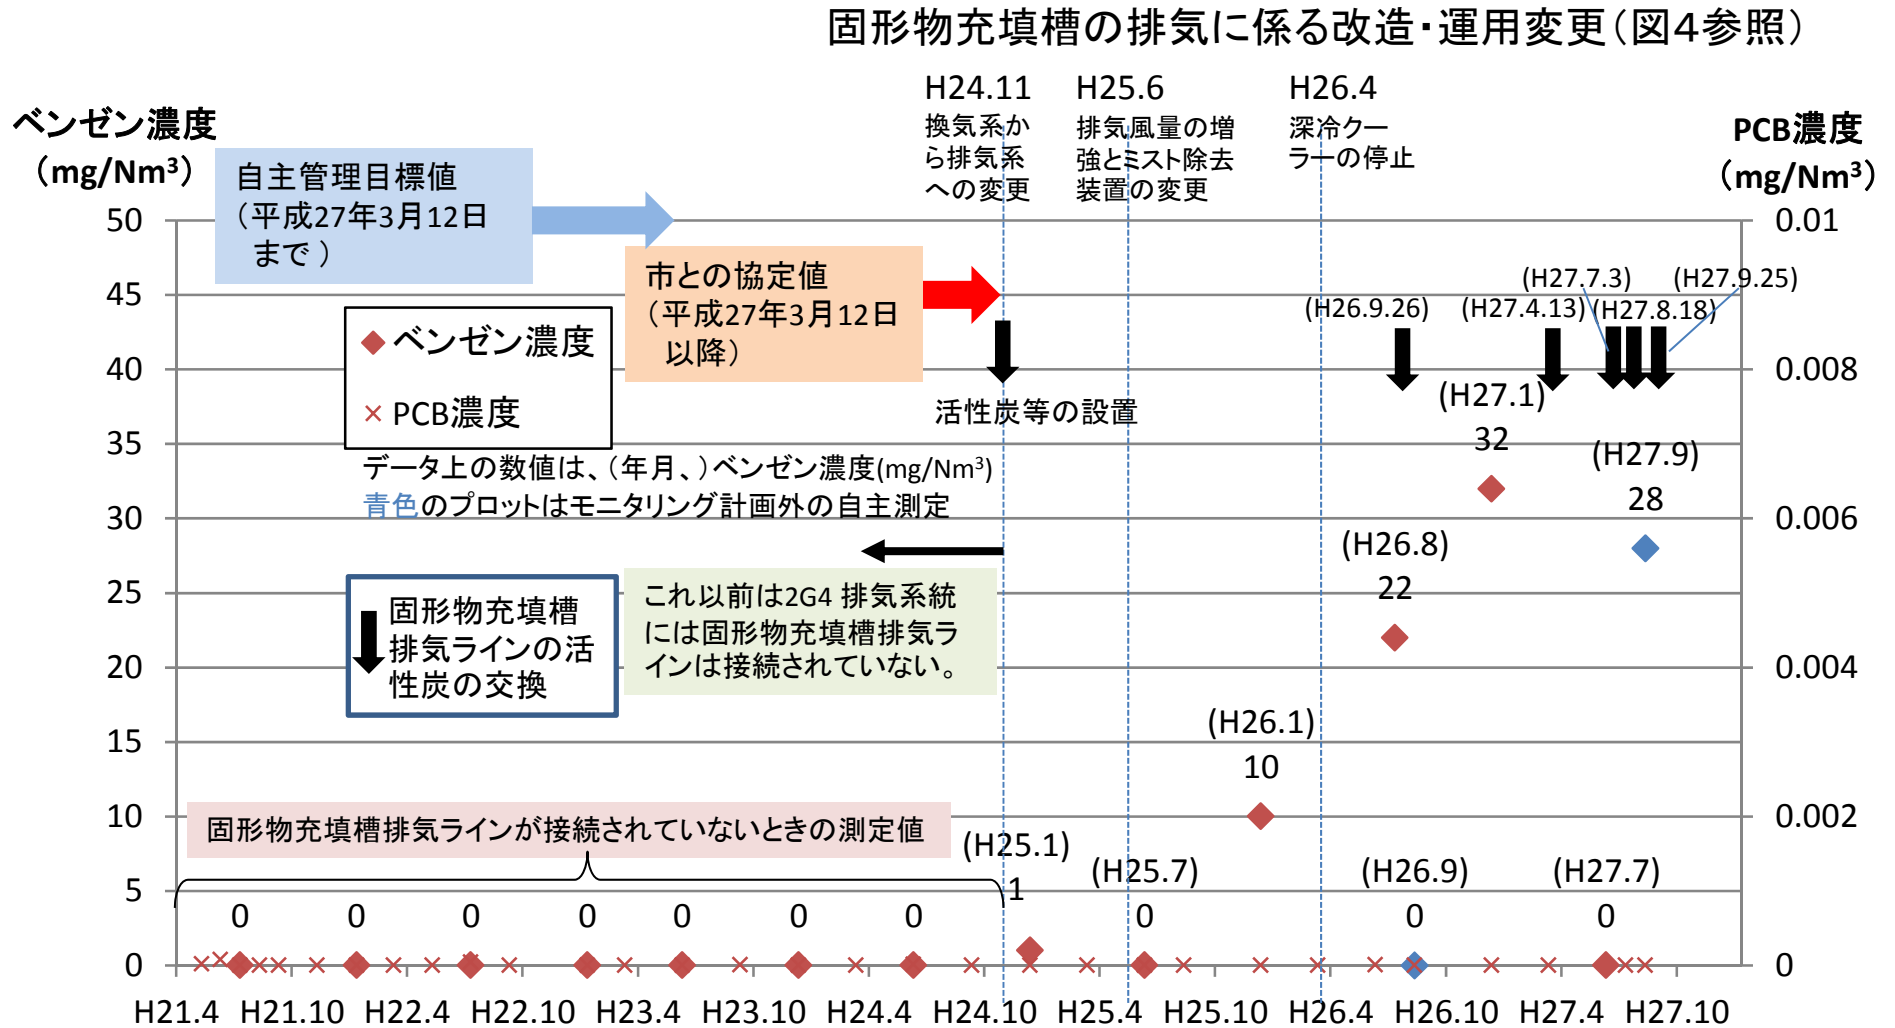 固形物充填槽の排気に係る改造・運用変更（図４参照）
H24.11
換気系か
ら排気系
への変更
H25.6
排気風量の増
強とミスト除去
装置の変更
H26.4
深冷クー
ラーの停止
ベンゼン濃度
（mg/Nm³）
PCB濃度
（mg/Nm³）
自主管理目標値
（平成27年3月12日
まで ）
市との協定値
（平成27年3月12日
以降）
50
45
40
35
30
25
20
15
10
5
0
0.01
0.008
0.006
0.004
0.002
0
ベンゼン濃度
PCB濃度
データ上の数値は、（年月、）ベンゼン濃度(mg/Nm³)
青色のプロットはモニタリング計画外の自主測定
活性炭等の設置
(H26.9.26)
(H27.4.13)
(H27.7.3)
(H27.8.18)
(H27.9.25)
(H27.1)
32
(H27.9)
28
(H26.8)
22
(H26.1)
10
固形物充填槽
排気ラインの活
性炭の交換
これ以前は2G4 排気系統
には固形物充填槽排気ラ
インは接続されていない。
固形物充填槽排気ラインが接続されていないときの測定値
(H25.1)
1
(H25.7)
0
(H26.9)
0
(H27.7)
0
0 0 0 0 0 0 0
H21.4 H21.10 H22.4 H22.10 H23.4 H23.10 H24.4 H24.10 H25.4 H25.10 H26.4 H26.10 H27.4 H27.10